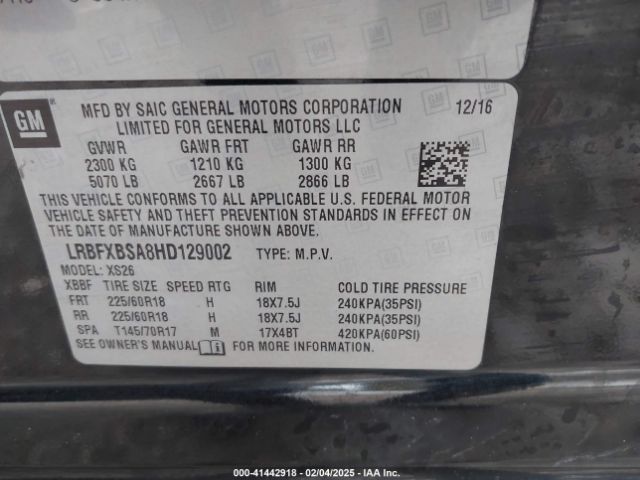 GM
MFD BY SAIC GENERAL MOTORS CORPORATION 12/16
LIMITED FOR GENERAL MOTORS LLC
GVWR GAWR FRT GAWR RR
2300 KG 1210 KG 1300 KG
5070 LB 2667 LB 2866 LB
THIS VEHICLE CONFORMS TO ALL APPLICABLE U.S. FEDERAL MOTOR
VEHICLE SAFETY AND THEFT PREVENTION STANDARDS IN EFFECT ON
THE DATE OF MANUFACTURE SHOWN ABOVE.
LRBFXBSA8HD129002 TYPE: M.P.V.
MODEL: XS26
XBBF TIRE SIZE SPEED RTG RIM COLD TIRE PRESSURE
FRT 225/60R18 H 18X7.5J 240KPA(35PSI)
RR 225/60R18 H 18X7.5J 240KPA(35PSI)
SPA T145/70R17 M 17X4BT 420KPA(60PSI)
SEE OWNER'S MANUAL FOR MORE INFORMATION.
000-41442918 - 02/04/2025 - IAA Inc.